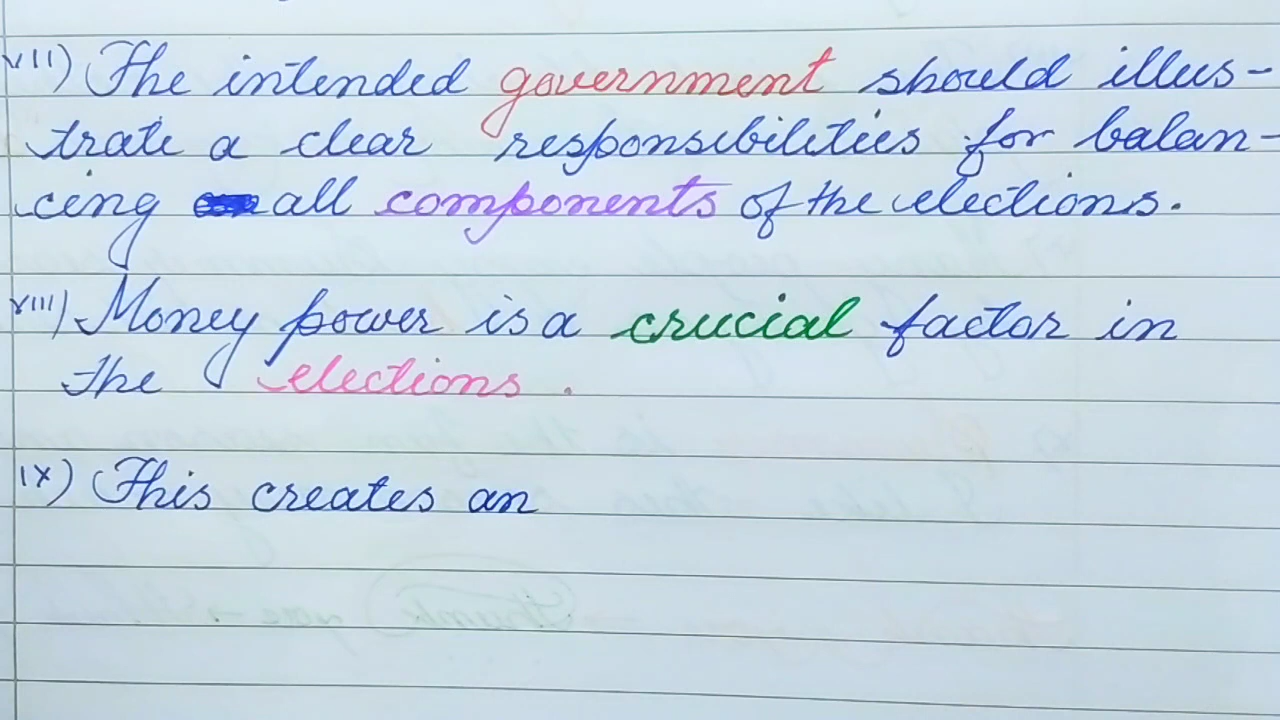 VII) The intended government should illus-
trate a clear responsibilities for balan-
cing all components of the elections.
VIII) Money power is a crucial factor in
the elections.
IX) This creates an